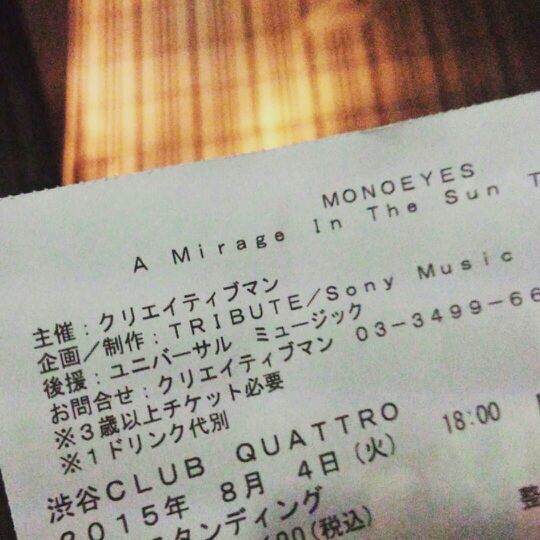 MONOEYES
A Mirage In The Sun T
主催：クリエイティブマン
企画／制作：TRIBUTE/Sony Music
後援：ユニバーサル ミュージック
お問合せ：クリエイティブマン 03-3499-66
※3歳以上チケット必要
※1ドリンク代別
渋谷CLUB QUATTRO 18:00
2015年 8月 4日(火)
スタンディング 整
00(税込)